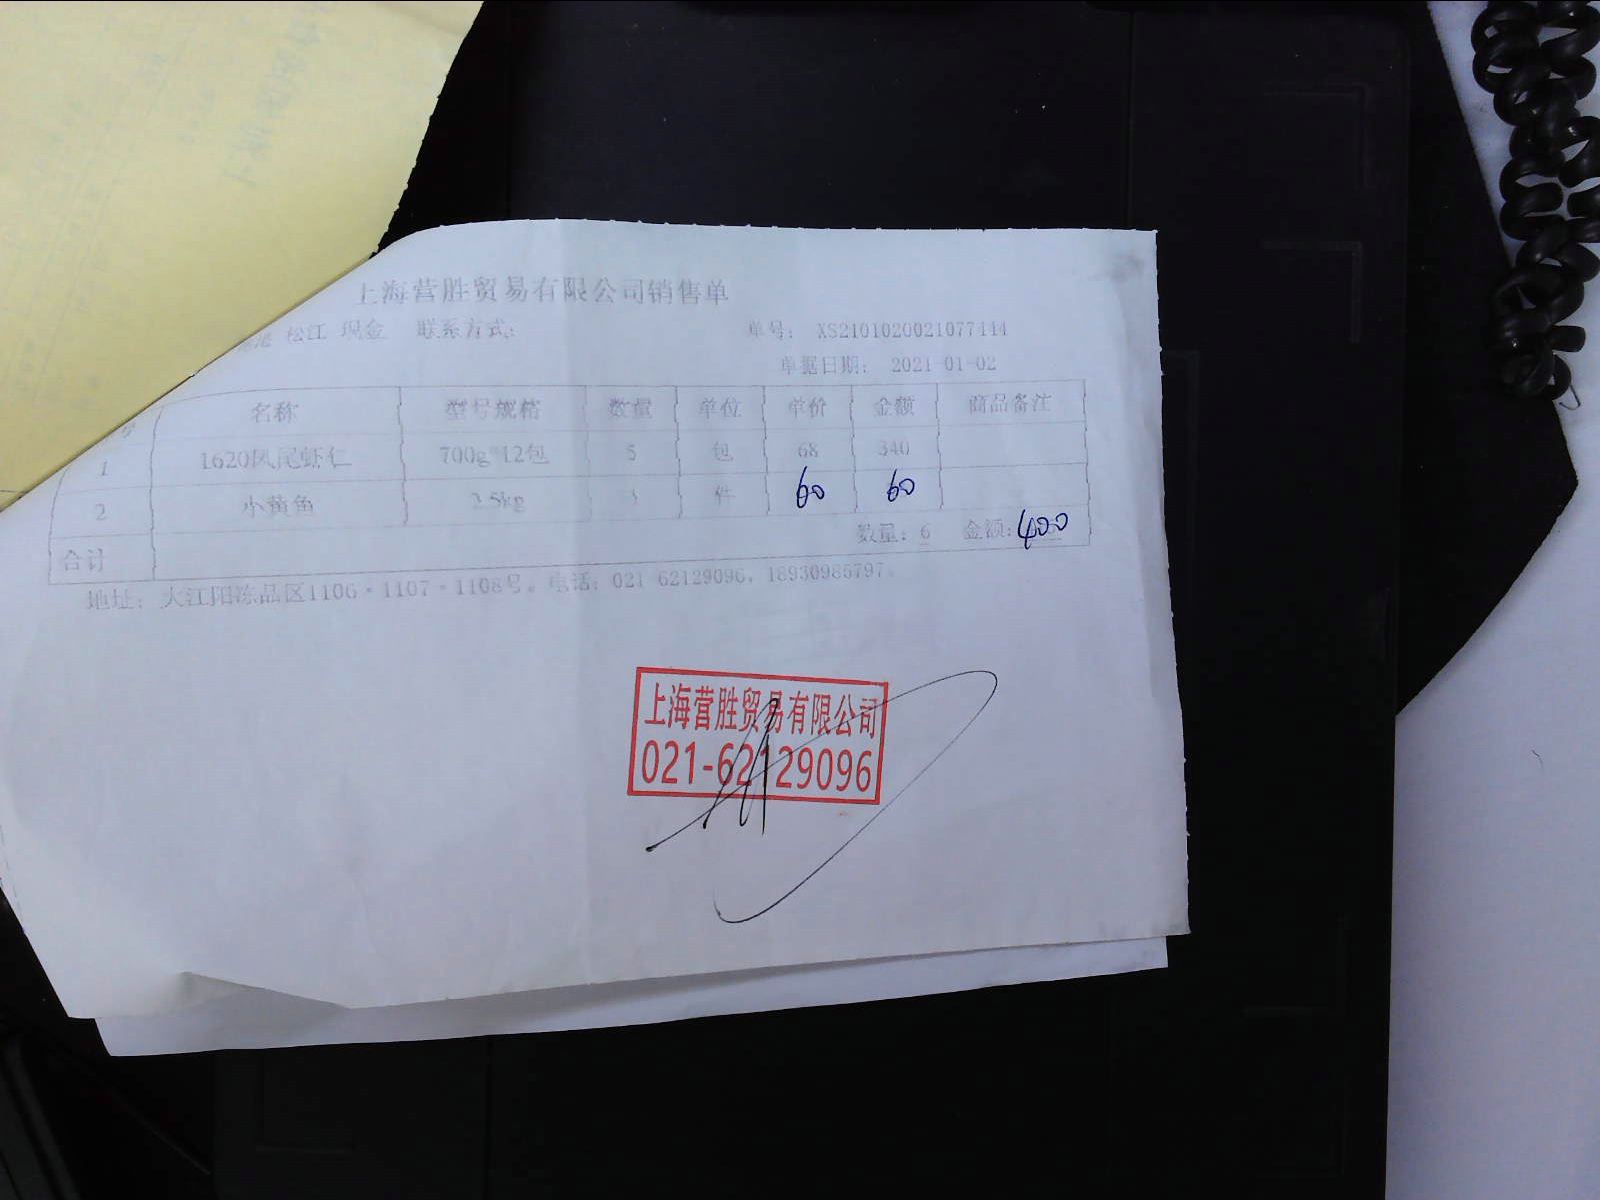 上海营胜贸易有限公司销售单
松江 现金 联系方式: 单号: XS2101020021077444
单据日期: 2021-01-02
名称 型号规格 数量 单位 单价 金额 商品备注
1 1620凤尾虾仁 700g*12包 5 包 68 340
2 小黄鱼 2.5kg 1 件 60 60
合计 数量: 6 金额: 400
地址: 大江阳冻品区1106·1107·1108号。电话: 021-62129096, 18930985797。
上海营胜贸易有限公司
021-62129096